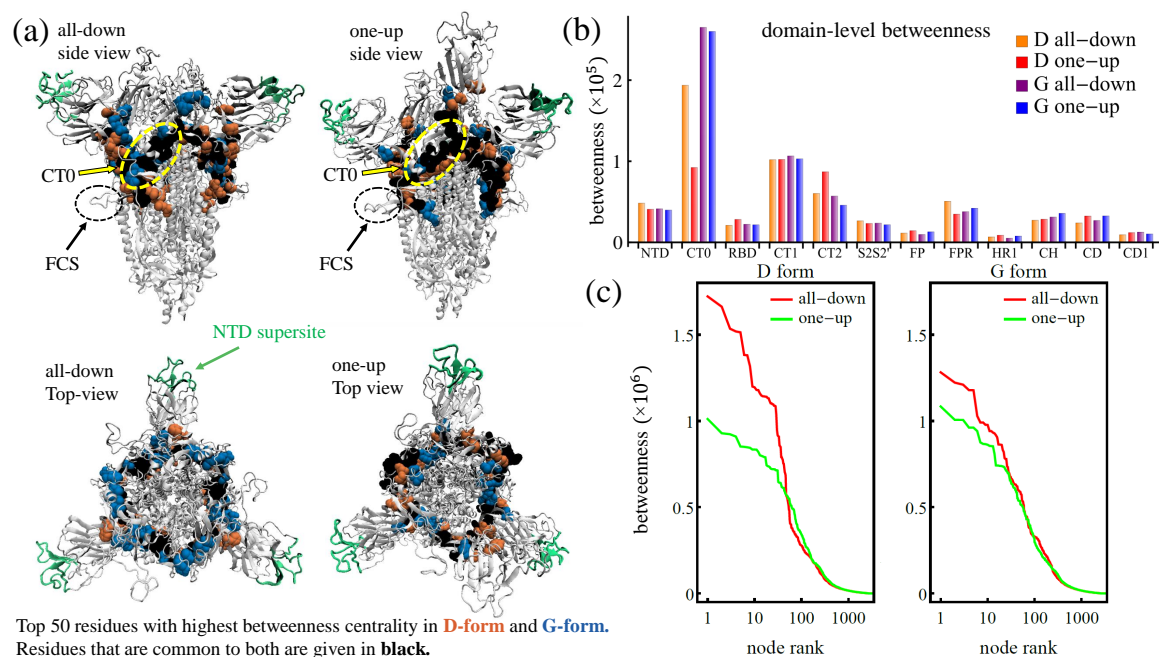 (a)
all-down
side view
one-up
side view
CT0
FCS
CT0
FCS
NTD supersite
all-down
Top-view
one-up
Top view
Top 50 residues with highest betweenness centrality in D-form and G-form.
Residues that are common to both are given in black.
(b)
domain-level betweenness
D all−down
D one−up
G all−down
G one−up
betweenness (×10⁵)
2
1
0
NTD CT0 RBD CT1 CT2 S2S2' FP FPR HR1 CH CD CD1
(c)
D form
all−down
one−up
betweenness (×10⁶)
1.5
1
0.5
0
1 10 100 1000
node rank
G form
all−down
one−up
1.5
1
0.5
0
1 10 100 1000
node rank